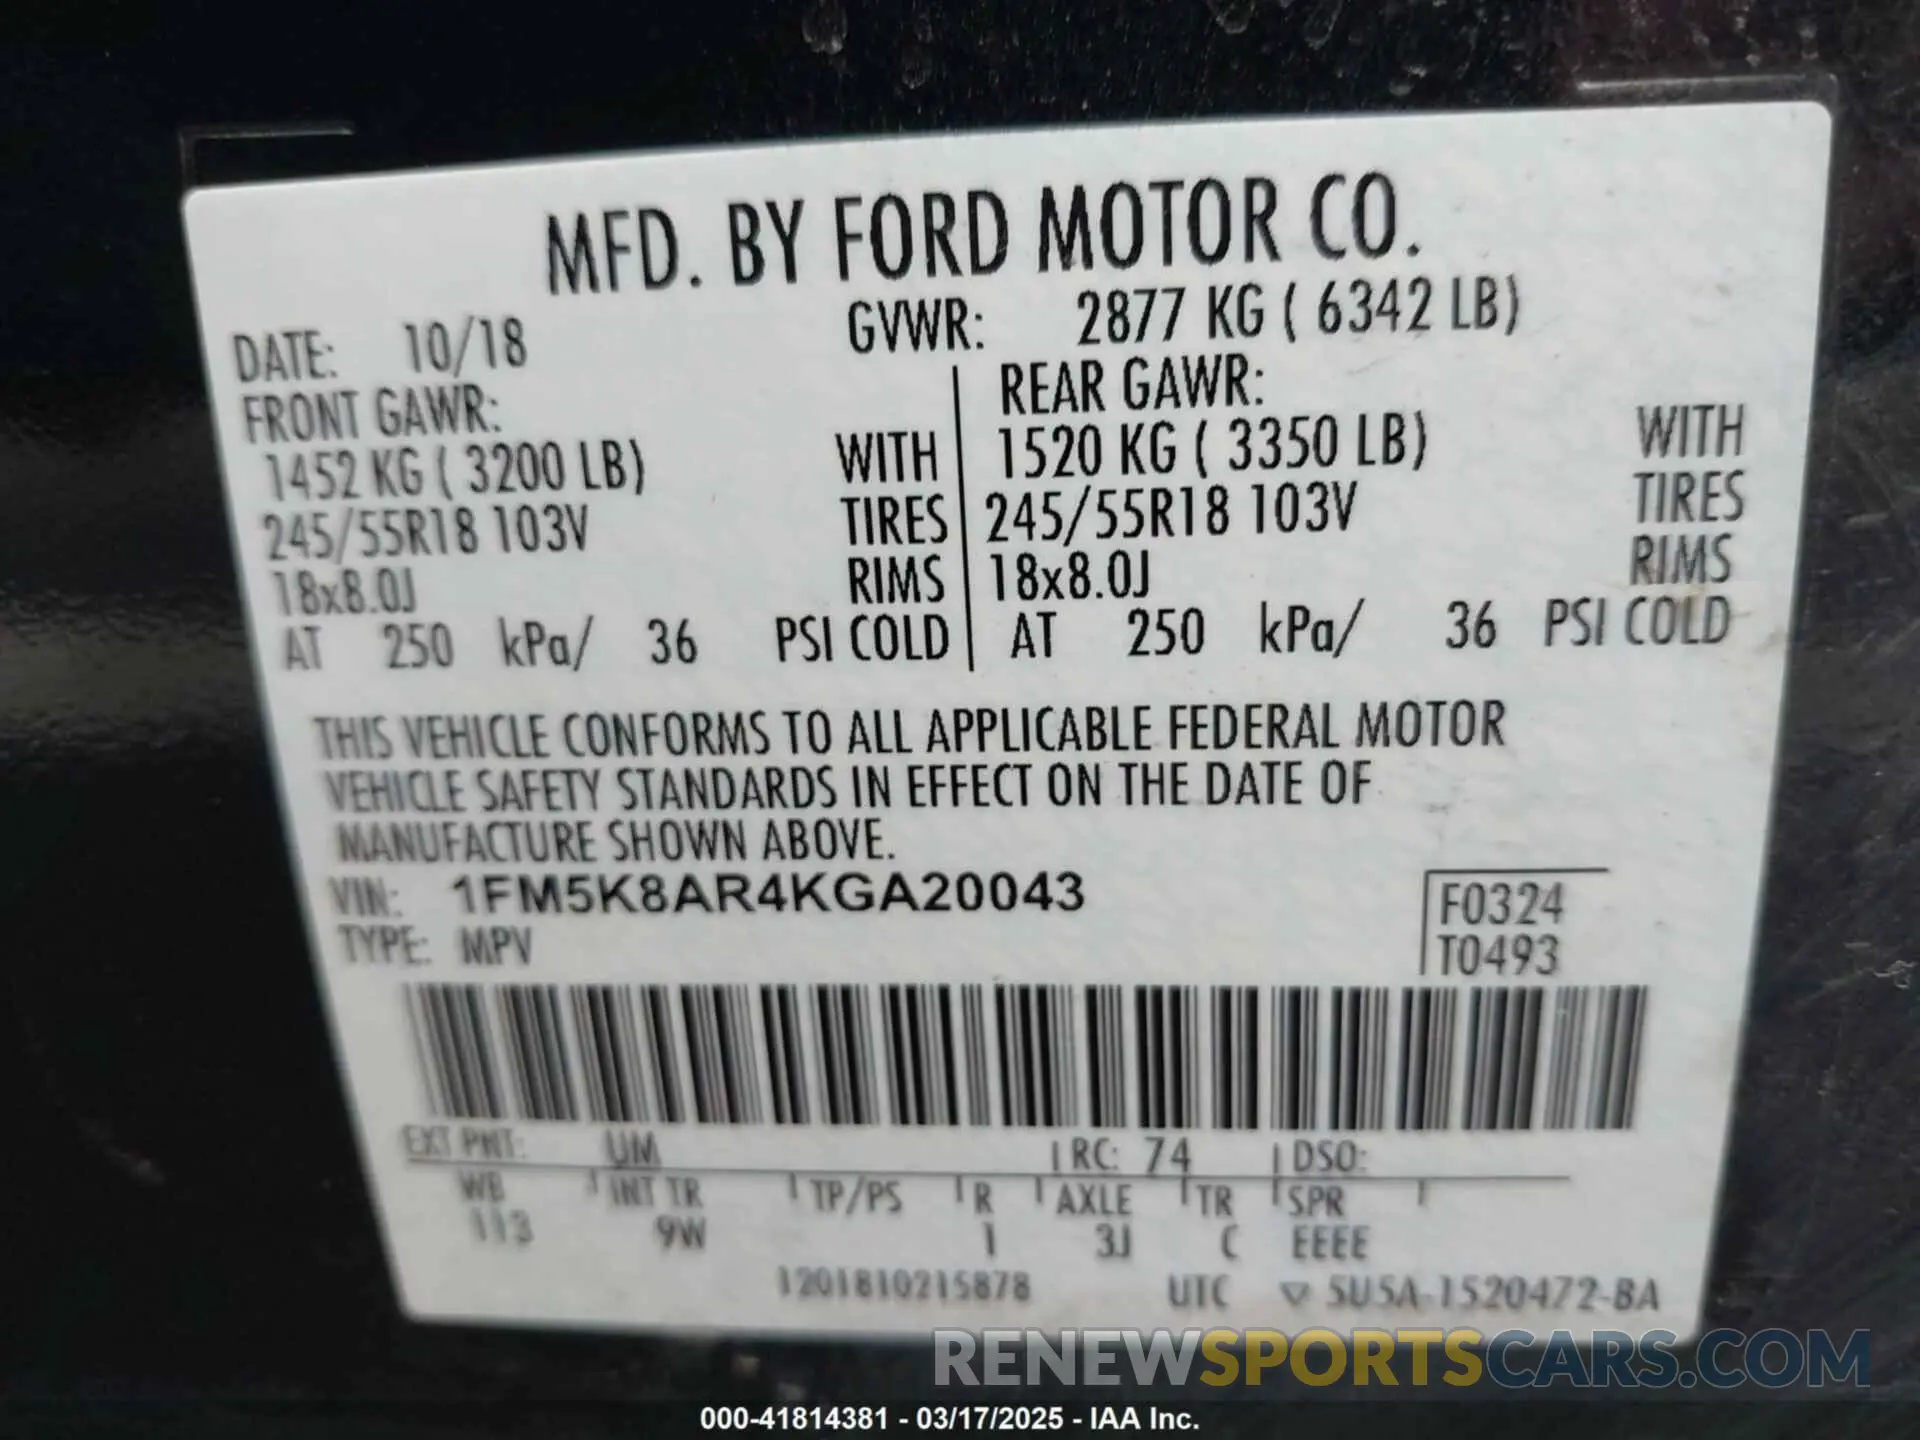 MFD. BY FORD MOTOR CO.
DATE: 10/18 GVWR: 2877 KG ( 6342 LB)
FRONT GAWR: REAR GAWR:
1452 KG ( 3200 LB) WITH 1520 KG ( 3350 LB) WITH
245/55R18 103V TIRES 245/55R18 103V TIRES
18x8.0J RIMS 18x8.0J RIMS
AT 250 kPa/ 36 PSI COLD AT 250 kPa/ 36 PSI COLD
THIS VEHICLE CONFORMS TO ALL APPLICABLE FEDERAL MOTOR
VEHICLE SAFETY STANDARDS IN EFFECT ON THE DATE OF
MANUFACTURE SHOWN ABOVE.
VIN: 1FM5K8AR4KGA20043 F0324
TYPE: MPV T0493
EXT PNT: UM RC: 74 DSO:
WB INT TR TP/PS R AXLE TR SPR
113 9W 1 3J C EEEE
1201810215878 UTC ▽ 5U5A-1520472-BA
RENEWSPORTSCARS.COM
000-41814381 - 03/17/2025 - IAA Inc.